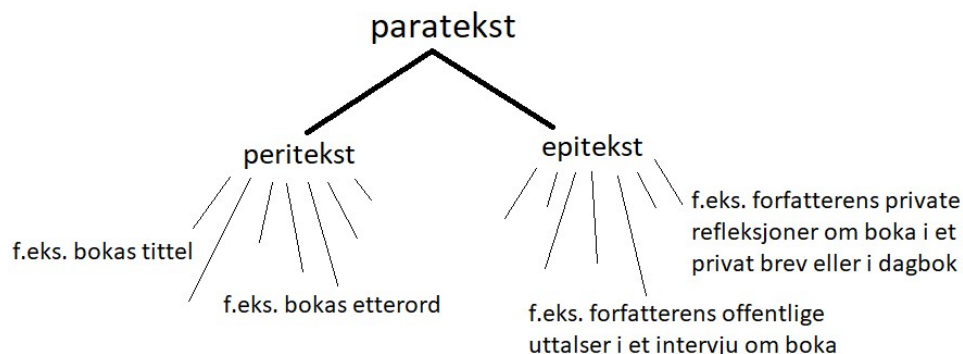 paratekst
peritekst
epitekst
f.eks. bokas tittel
f.eks. bokas etterord
f.eks. forfatterens private
refleksjoner om boka i et
privat brev eller i dagbok
f.eks. forfatterens offentlige
uttalser i et intervju om boka